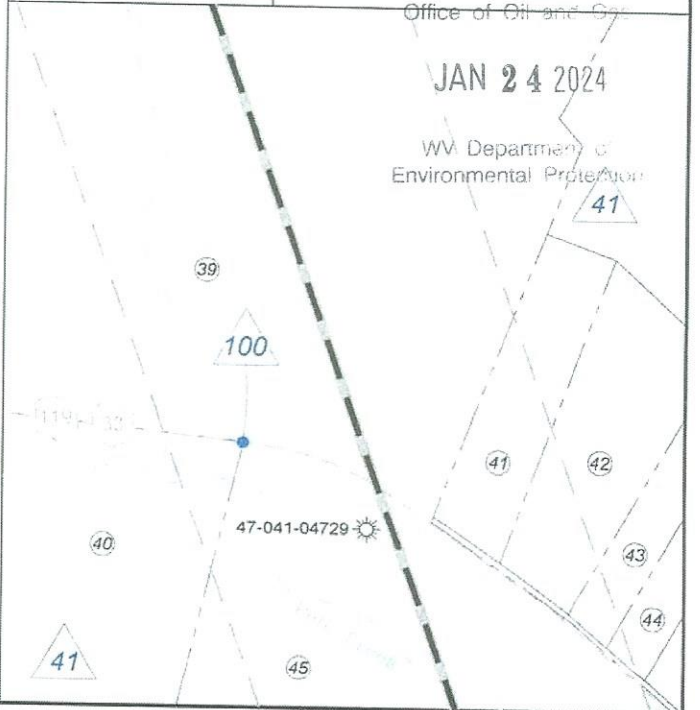 Office of Oil and Gas
JAN 24 2024
WV Department of
Environmental Protection
41
39
100
41
42
47-041-04729
40
43
44
41
45